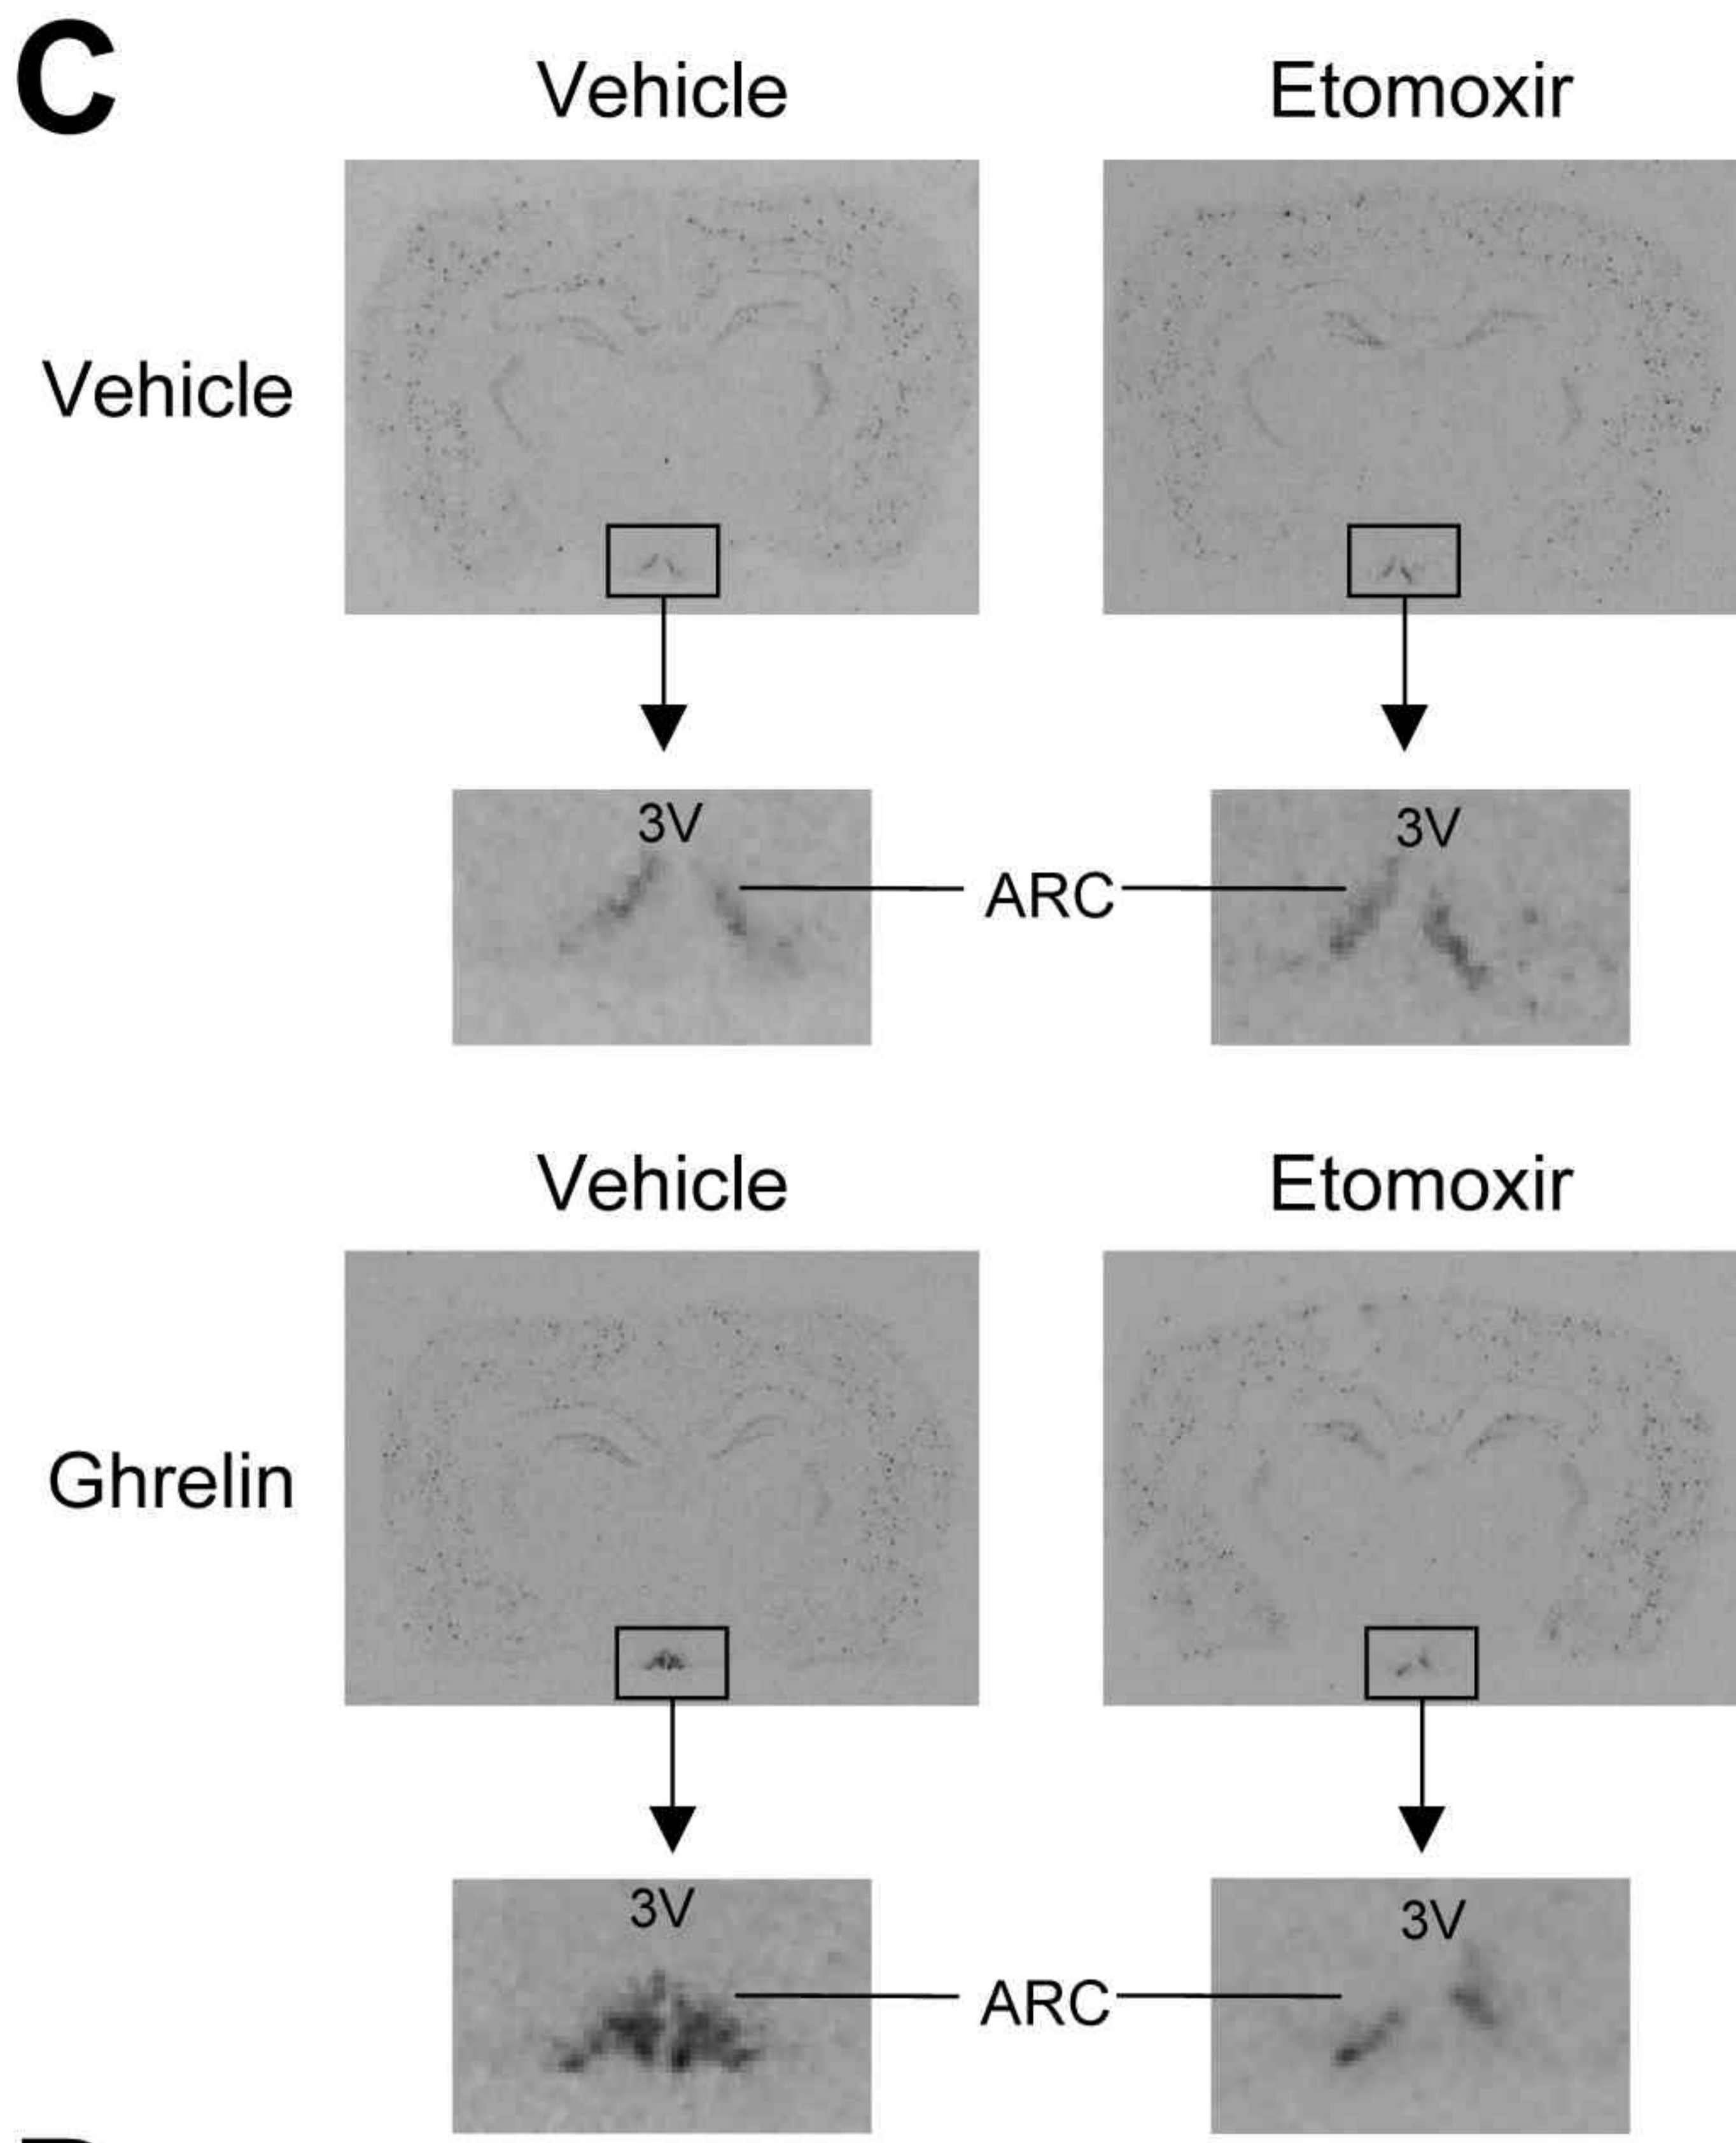 C
Vehicle Etomoxir
Vehicle
3V 3V
ARC
Vehicle Etomoxir
Ghrelin
3V 3V
ARC